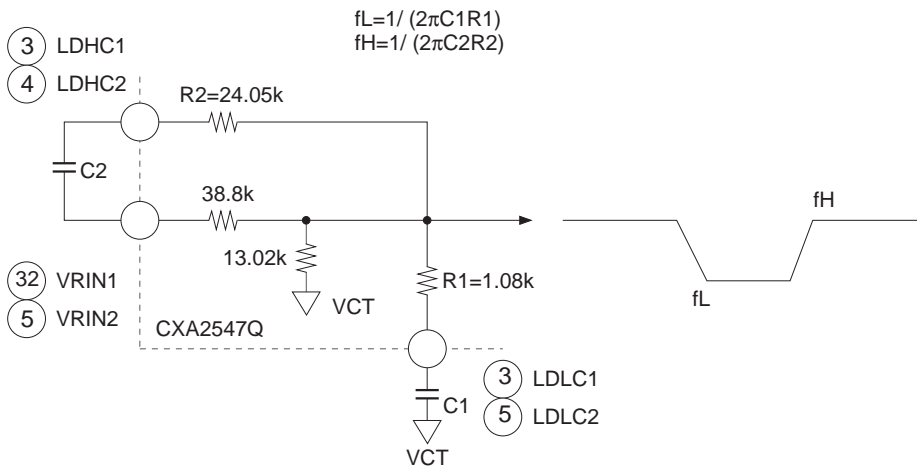 fL=1/ (2πC1R1)
fH=1/ (2πC2R2)
3 LDHC1
4 LDHC2
R2=24.05k
C2
38.8k
fH
13.02k
R1=1.08k
32 VRIN1
VCT
fL
5 VRIN2
CXA2547Q
3 LDLC1
C1
5 LDLC2
VCT